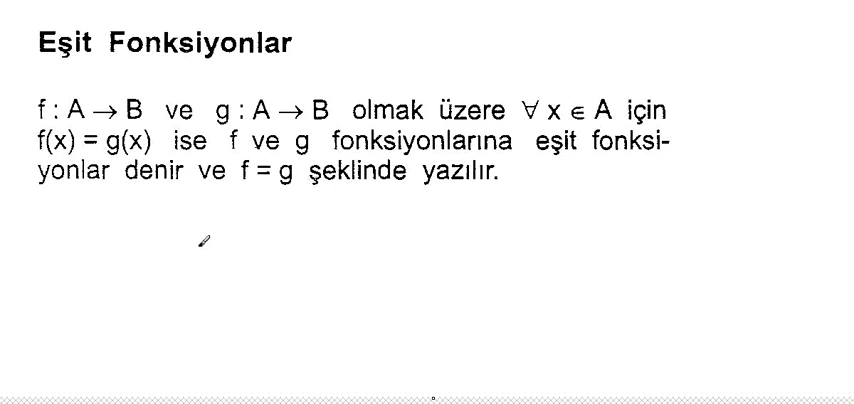 Eşit Fonksiyonlar
f : A → B ve g : A → B olmak üzere ∀ x ∈ A için
f(x) = g(x) ise f ve g fonksiyonlarına eşit fonksi-
yonlar denir ve f = g şeklinde yazılır.